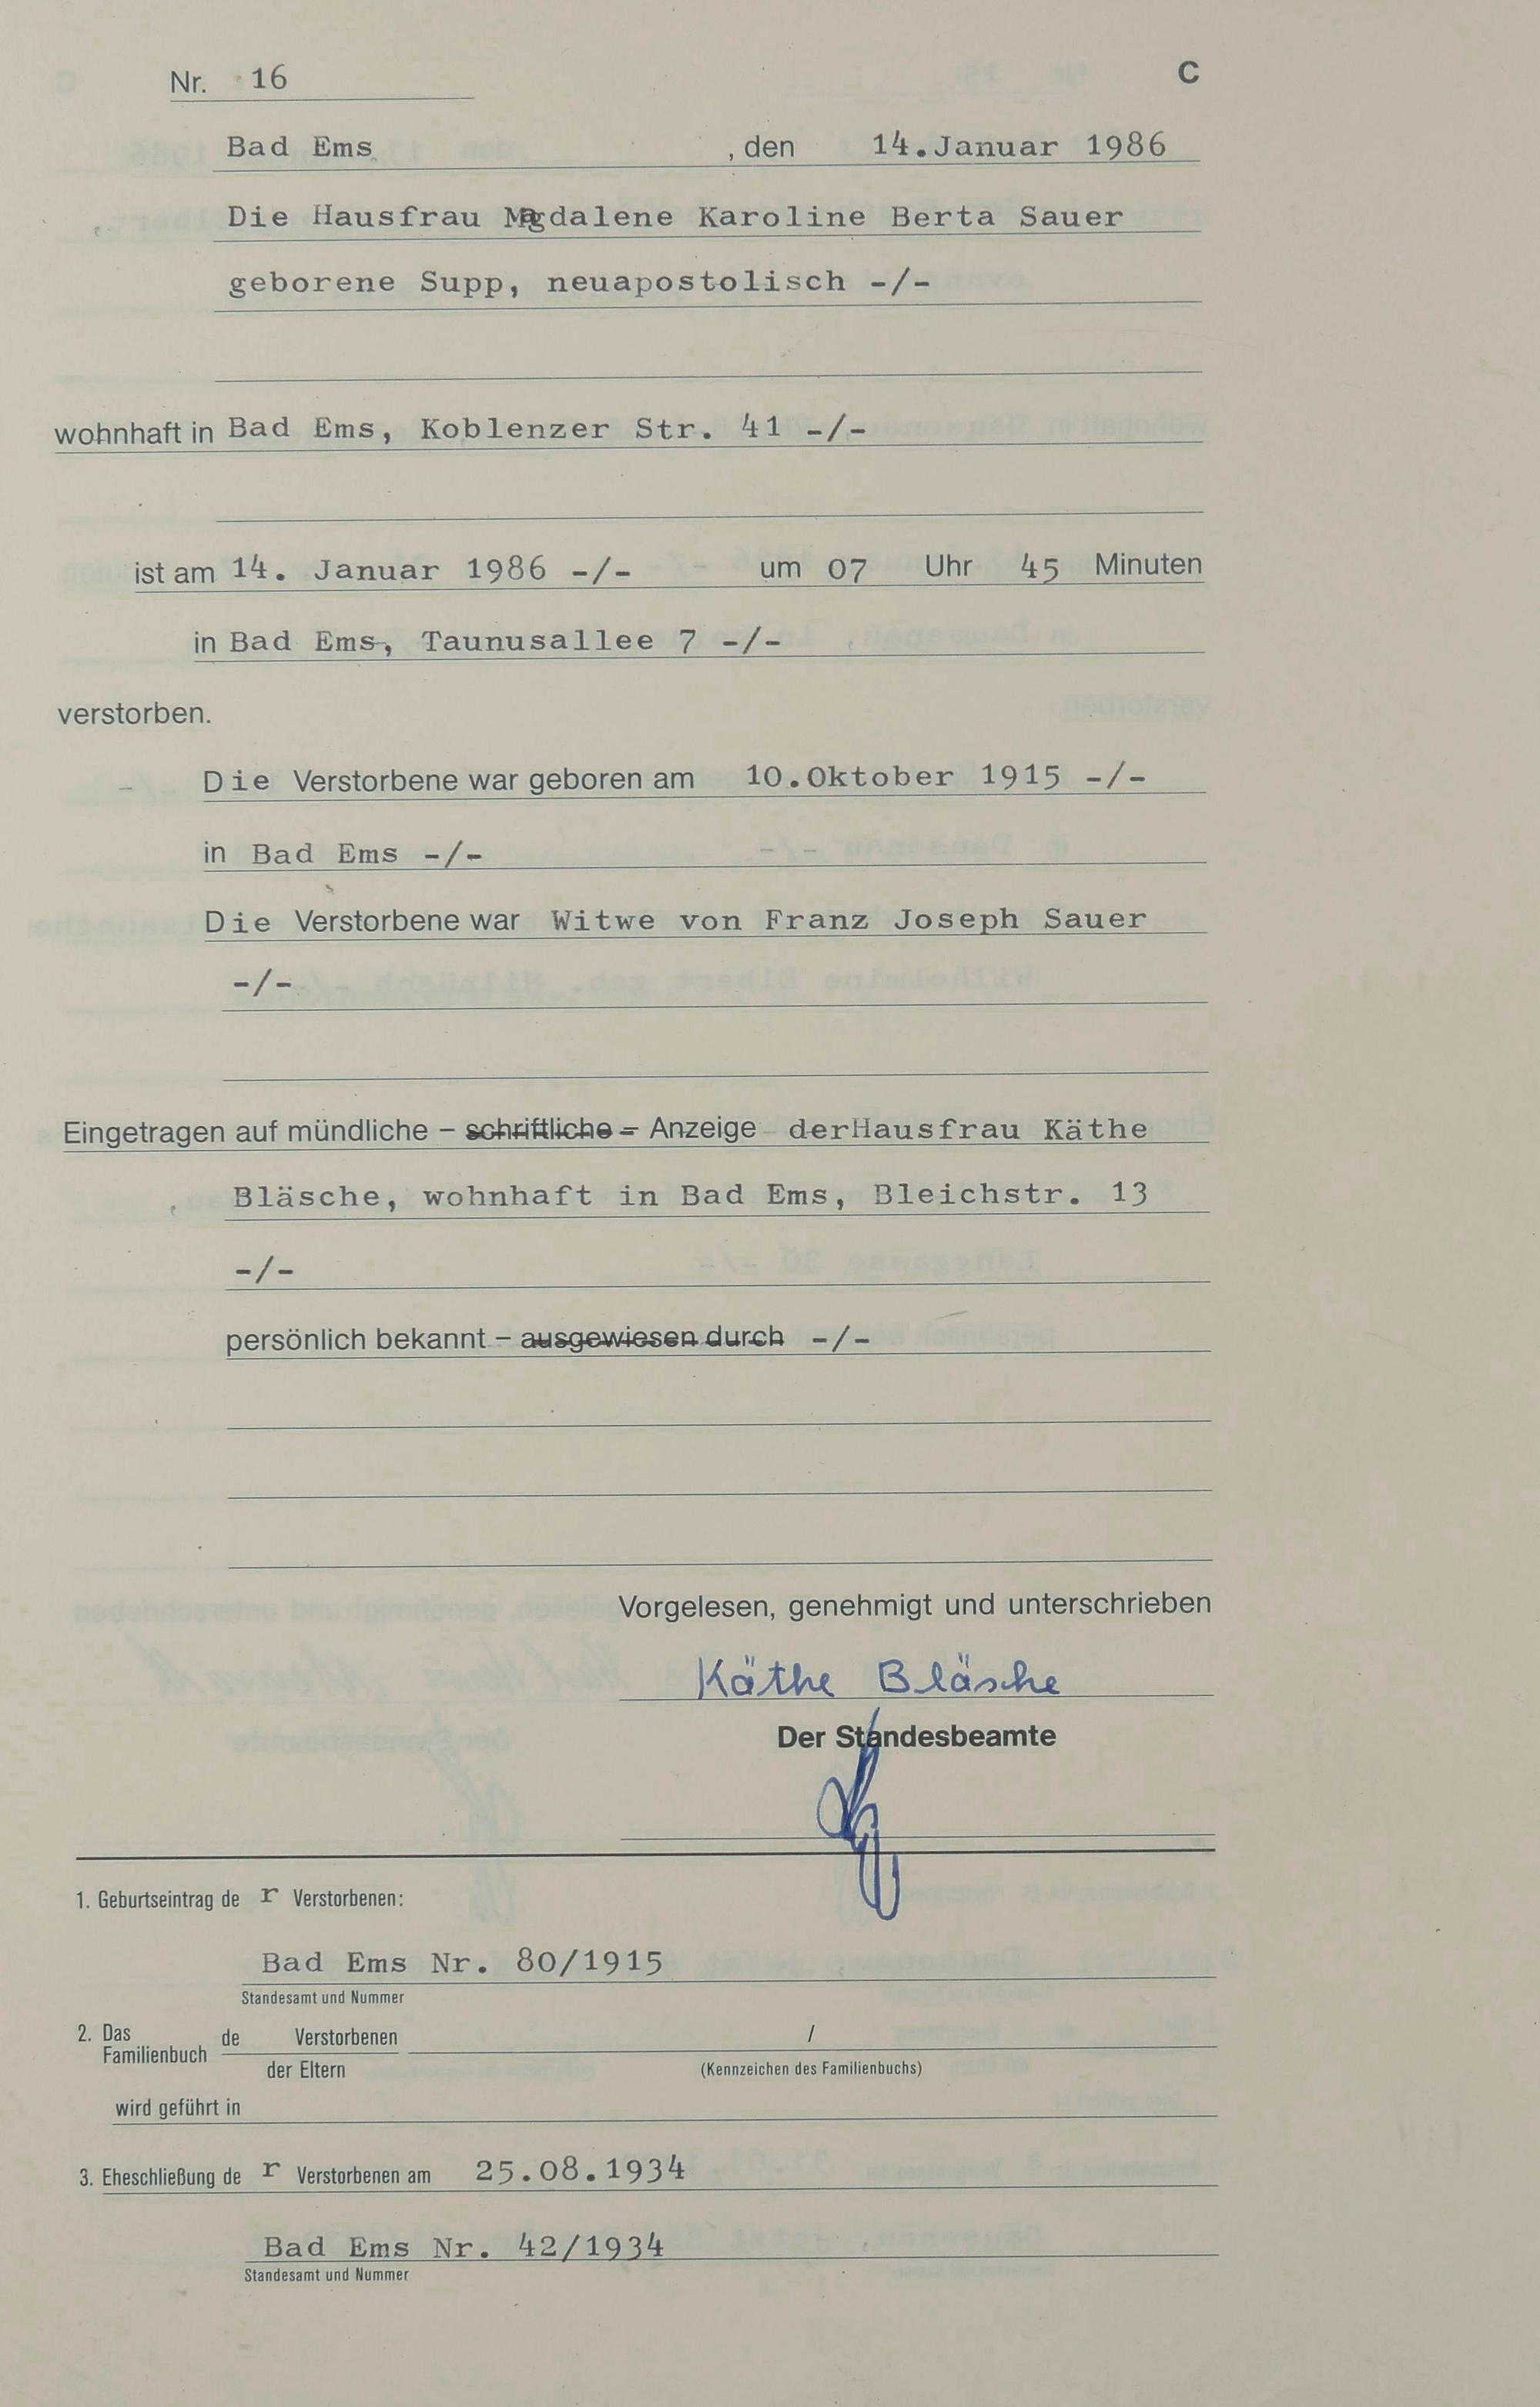 Nr. 16 C
Bad Ems , den 14.Januar 1986
Die Hausfrau Magdalene Karoline Berta Sauer
geborene Supp, neuapostolisch -/-
wohnhaft in Bad Ems, Koblenzer Str. 41 -/-
ist am 14. Januar 1986 -/- um 07 Uhr 45 Minuten
in Bad Ems, Taunusallee 7 -/-
verstorben.
Die Verstorbene war geboren am 10.Oktober 1915 -/-
in Bad Ems -/-
Die Verstorbene war Witwe von Franz Joseph Sauer
-/-
Eingetragen auf mündliche – schriftliche – Anzeige derHausfrau Käthe
Bläsche, wohnhaft in Bad Ems, Bleichstr. 13
-/-
persönlich bekannt – ausgewiesen durch -/-
Vorgelesen, genehmigt und unterschrieben
Käthe Bläsche
Der Standesbeamte
1. Geburtseintrag de r Verstorbenen:
Bad Ems Nr. 80/1915
Standesamt und Nummer
2. Das Familienbuch de Verstorbenen /
der Eltern (Kennzeichen des Familienbuchs)
wird geführt in
3. Eheschließung de r Verstorbenen am 25.08.1934
Bad Ems Nr. 42/1934
Standesamt und Nummer